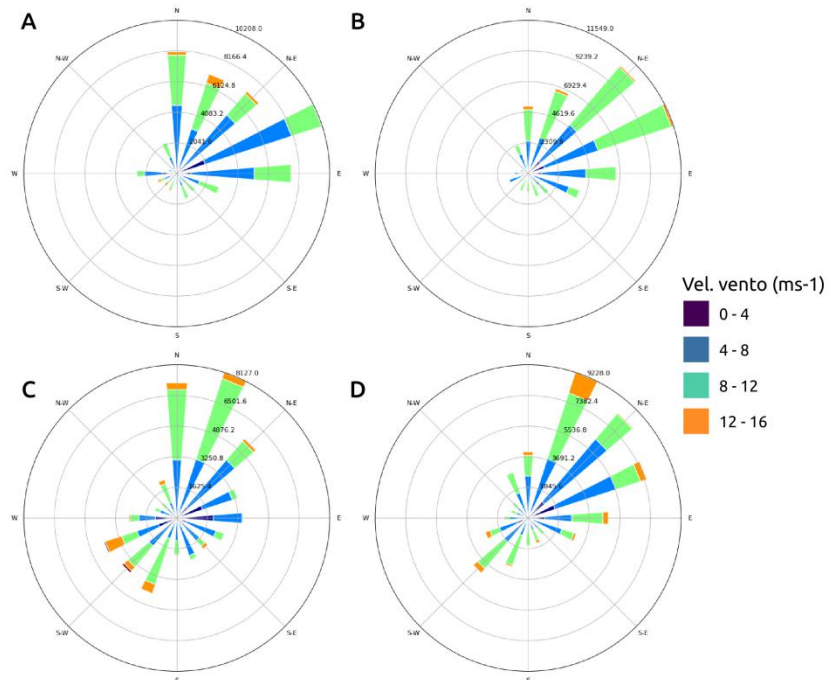 A
N
10208.0
N-W
8166.4
N-E
6124.8
4083.2
W
E
S-W
S-E
S
B
N
11549.0
N-W
9239.2
N-E
6929.4
4619.6
W
E
S-W
S-E
S
Vel. vento (ms-1)
0 - 4
4 - 8
8 - 12
12 - 16
C
N
8127.0
N-W
6501.6
N-E
4876.2
3250.8
W
E
S-W
S-E
D
N
9228.0
N-W
7382.4
N-E
5536.8
3691.2
W
E
S-W
S-E
S